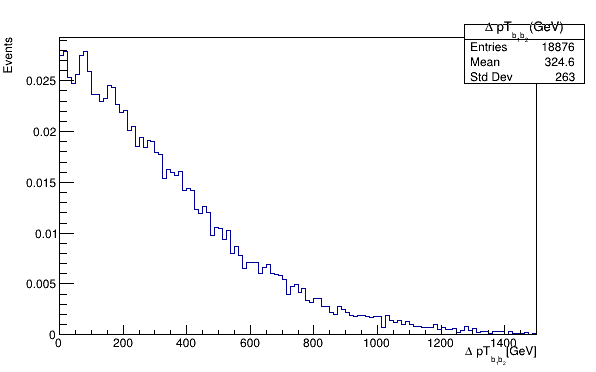 Δ pT_b₁b₂(GeV)
Entries 18876
Mean 324.6
Std Dev 263
Events
0.025
0.02
0.015
0.01
0.005
0
0 200 400 600 800 1000 1200 1400
Δ pT_b₁b₂[GeV]